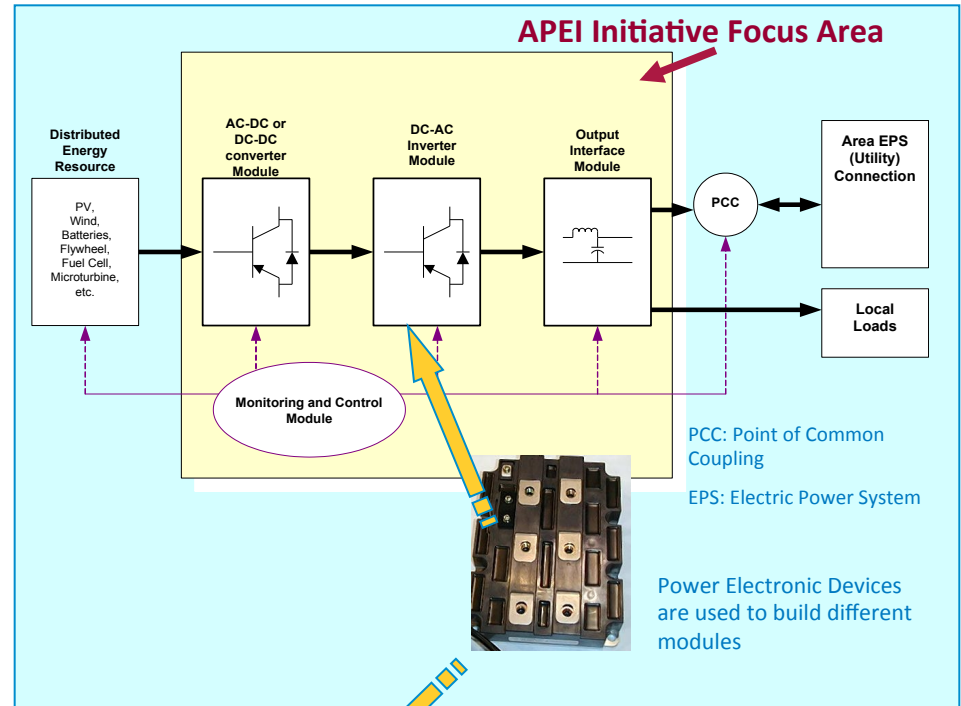 APEI Initiative Focus Area
Distributed
Energy
Resource
PV,
Wind,
Batteries,
Flywheel,
Fuel Cell,
Microturbine,
etc.
AC-DC or
DC-DC
converter
Module
DC-AC
Inverter
Module
Output
Interface
Module
PCC
Area EPS
(Utility)
Connection
Local
Loads
Monitoring and Control
Module
PCC: Point of Common
Coupling
EPS: Electric Power System
Power Electronic Devices
are used to build different
modules